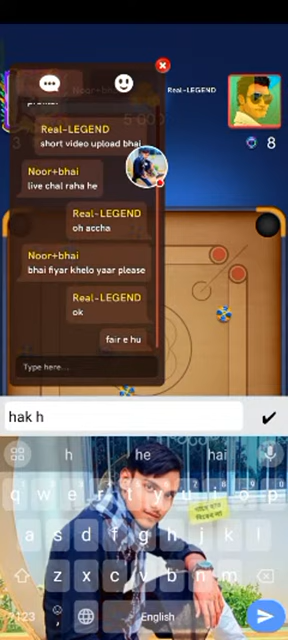 Real-LEGEND
Real-LEGEND
short video upload bhai
8
Noor+bhai
live chal raha he
Real-LEGEND
oh accha
Noor+bhai
bhai fiyar khelo yaar please
Real-LEGEND
ok
fair e hu
Type here...
hak h
h he hai
q w e r t y u i o p
a s d f g h j k l
z x c v b n m
?123 English